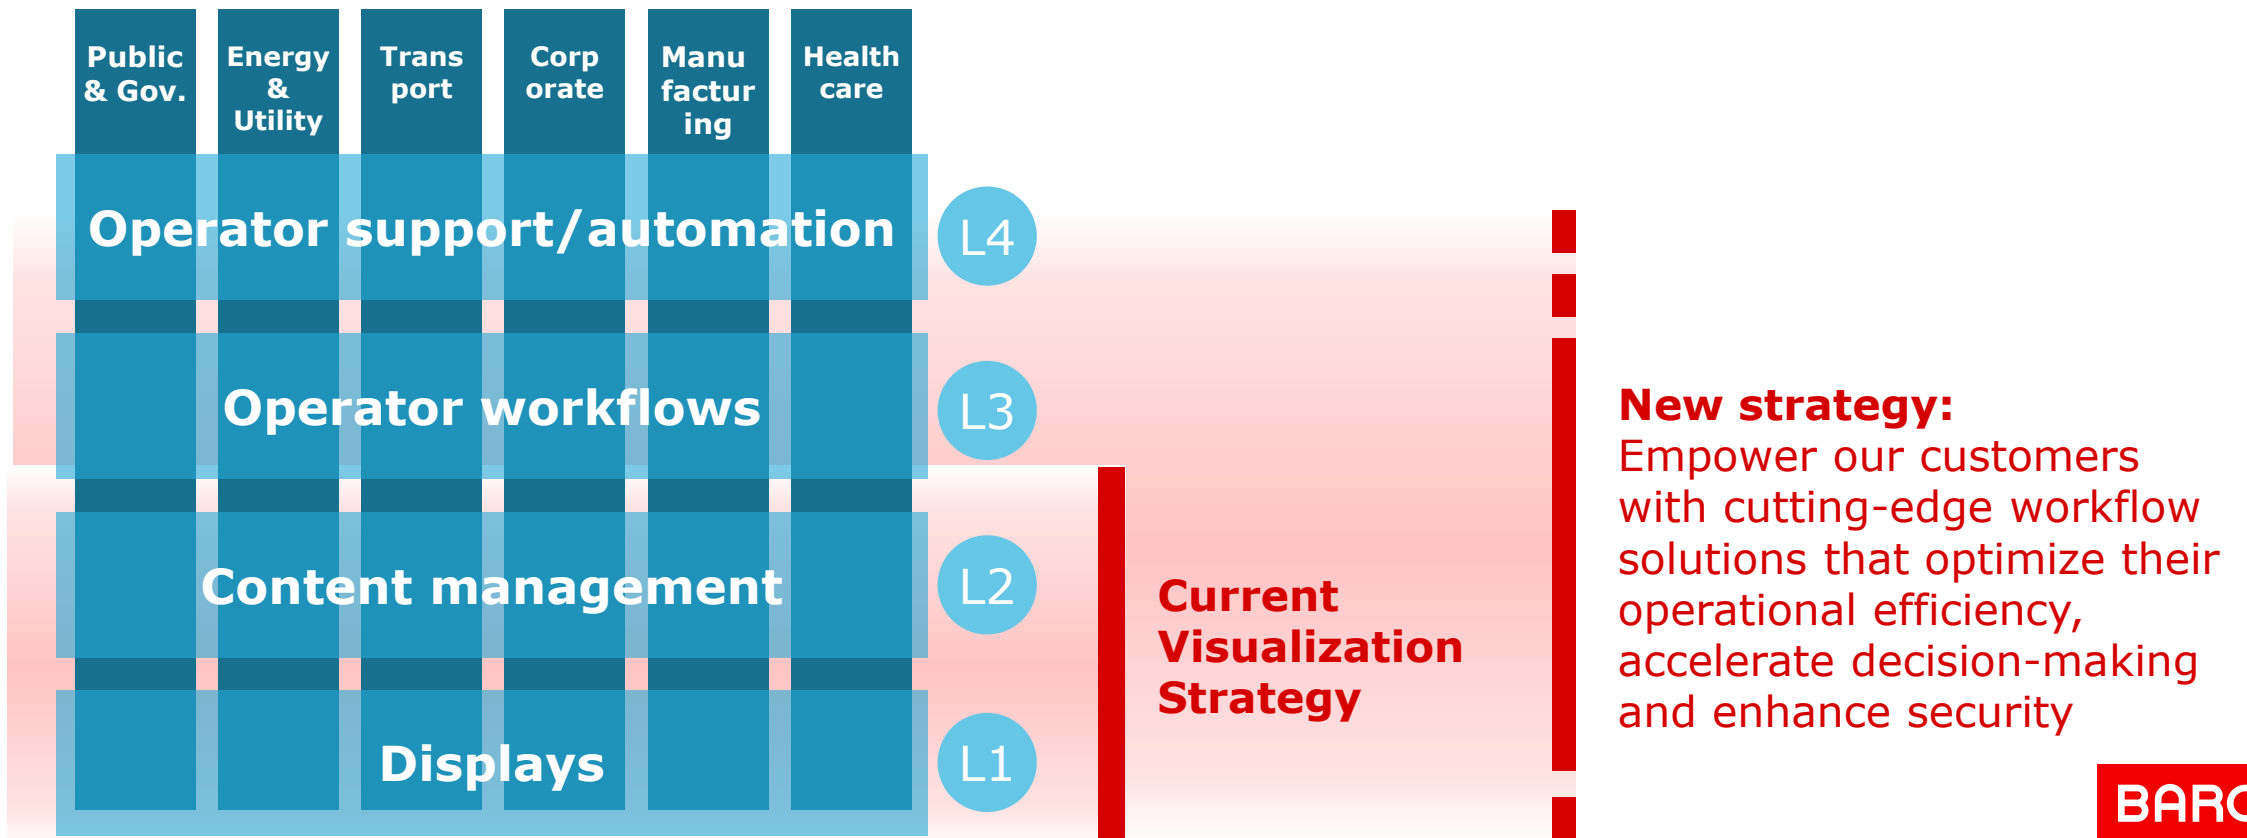 Public
& Gov.
Energy
&
Utility
Trans
port
Corp
orate
Manu
factur
ing
Health
care
Operator support/automation
L4
Operator workflows
L3
Content management
L2
Displays
L1
Current
Visualization
Strategy
New strategy:
Empower our customers
with cutting-edge workflow
solutions that optimize their
operational efficiency,
accelerate decision-making
and enhance security